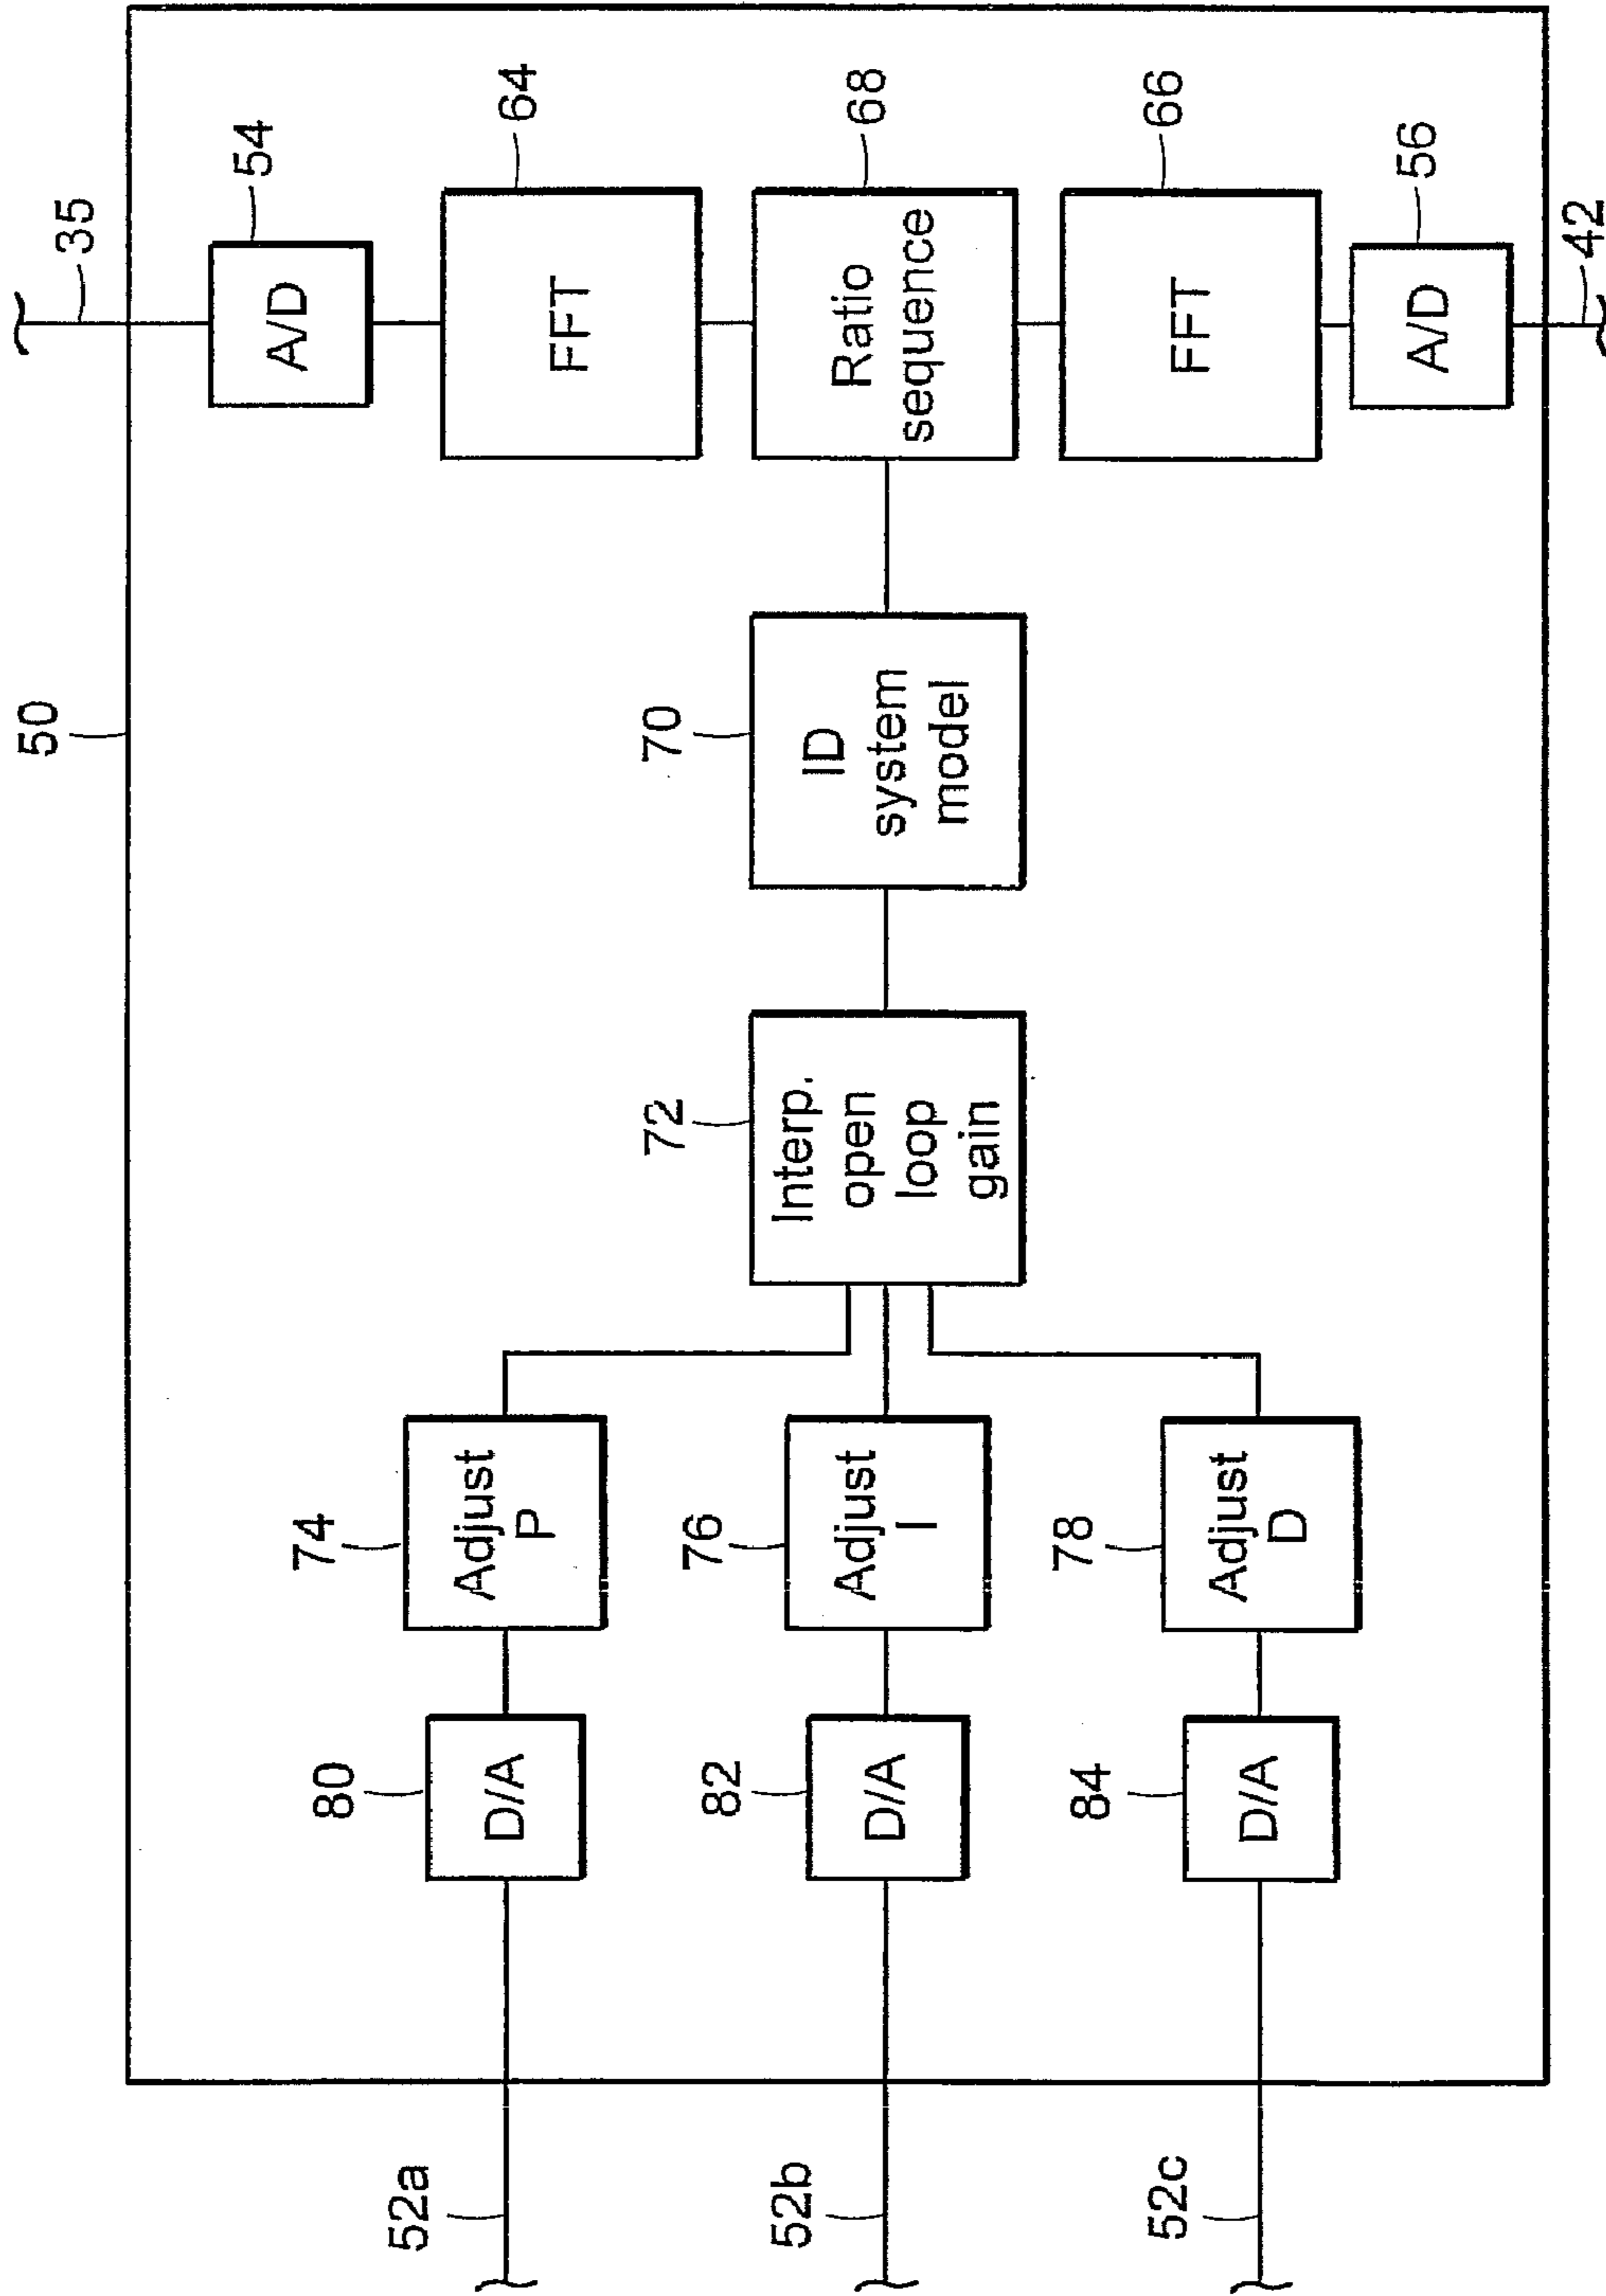 50
35
54
A/D
64
FFT
68
Ratio
sequence
66
FFT
56
A/D
42
70
ID
system
model
72
Interp.
open
loop
gain
74
Adjust
P
76
Adjust
I
78
Adjust
D
80
D/A
82
D/A
84
D/A
52a
52b
52c